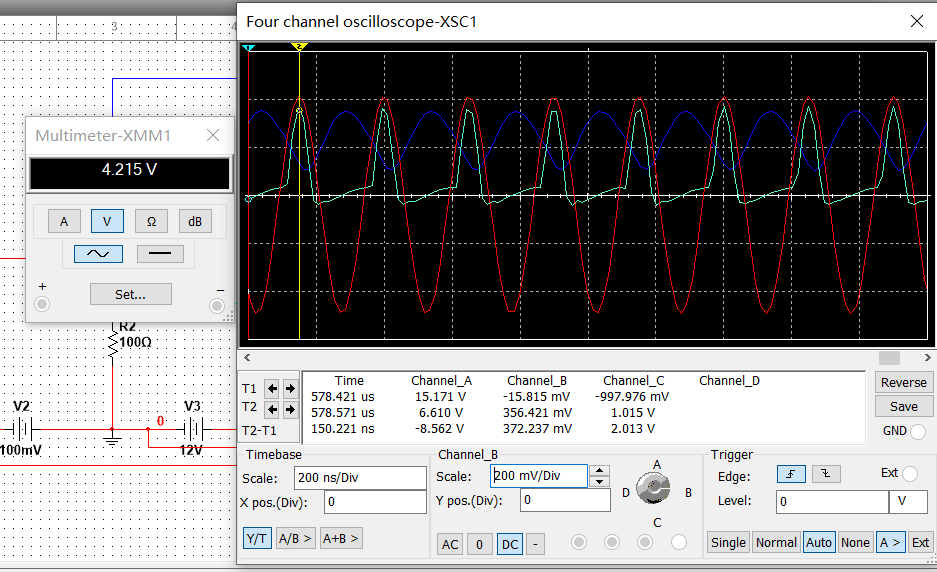 Four channel oscilloscope-XSC1
3
4
Multimeter-XMM1
4.215 V
A
V
Ω
dB
+
−
Set...
R2
100Ω
V2
100mV
V3
12V
0
1
2
T1
T2
T2-T1
Time Channel_A Channel_B Channel_C Channel_D
578.421 us 15.171 V -15.815 mV -997.976 mV
578.571 us 6.610 V 356.421 mV 1.015 V
150.221 ns -8.562 V 372.237 mV 2.013 V
Reverse
Save
GND
Timebase
Scale: 200 ns/Div
X pos.(Div): 0
Y/T A/B > A+B >
Channel_B
Scale: 200 mV/Div
Y pos.(Div): 0
AC 0 DC -
A
B
C
D
Trigger
Edge: Ext
Level: 0 V
Single Normal Auto None A > Ext